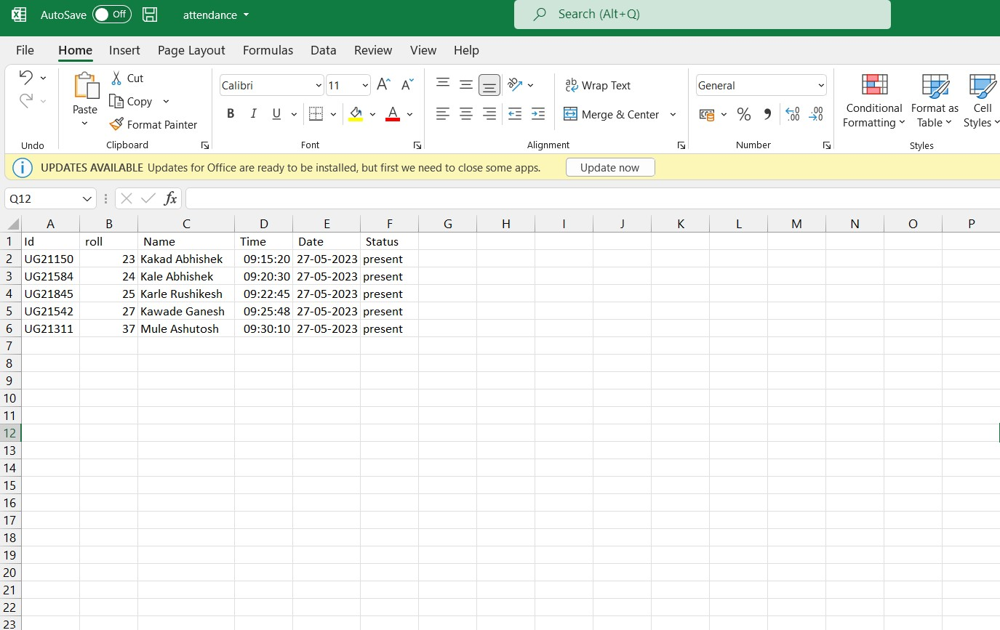 AutoSave Off attendance Search (Alt+Q)
File Home Insert Page Layout Formulas Data Review View Help
Paste Cut Copy Format Painter
Calibri 11
B I U A
ab Wrap Text
Merge & Center
General
% .00
Conditional Formatting Format as Table Cell Styles
Undo Clipboard Font Alignment Number Styles
UPDATES AVAILABLE Updates for Office are ready to be installed, but first we need to close some apps. Update now
Q12 fx
A B C D E F G H I J K L M N O P
1 Id roll Name Time Date Status
2 UG21150 23 Kakad Abhishek 09:15:20 27-05-2023 present
3 UG21584 24 Kale Abhishek 09:20:30 27-05-2023 present
4 UG21845 25 Karle Rushikesh 09:22:45 27-05-2023 present
5 UG21542 27 Kawade Ganesh 09:25:48 27-05-2023 present
6 UG21311 37 Mule Ashutosh 09:30:10 27-05-2023 present
7
8
9
10
11
12
13
14
15
16
17
18
19
20
21
22
23